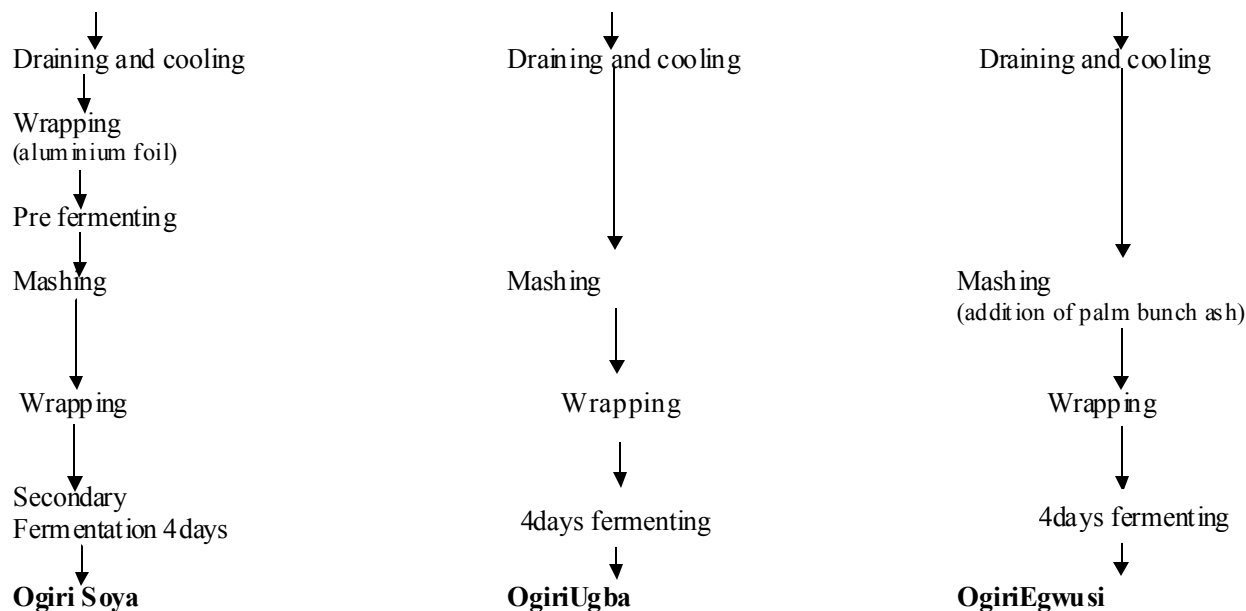 Draining and cooling
Wrapping
(aluminium foil)
Pre fermenting
Mashing
Wrapping
Secondary
Fermentation 4days
Ogiri Soya
Draining and cooling
Mashing
Wrapping
4days fermenting
OgiriUgba
Draining and cooling
Mashing
(addition of palm bunch ash)
Wrapping
4days fermenting
OgiriEgwusi